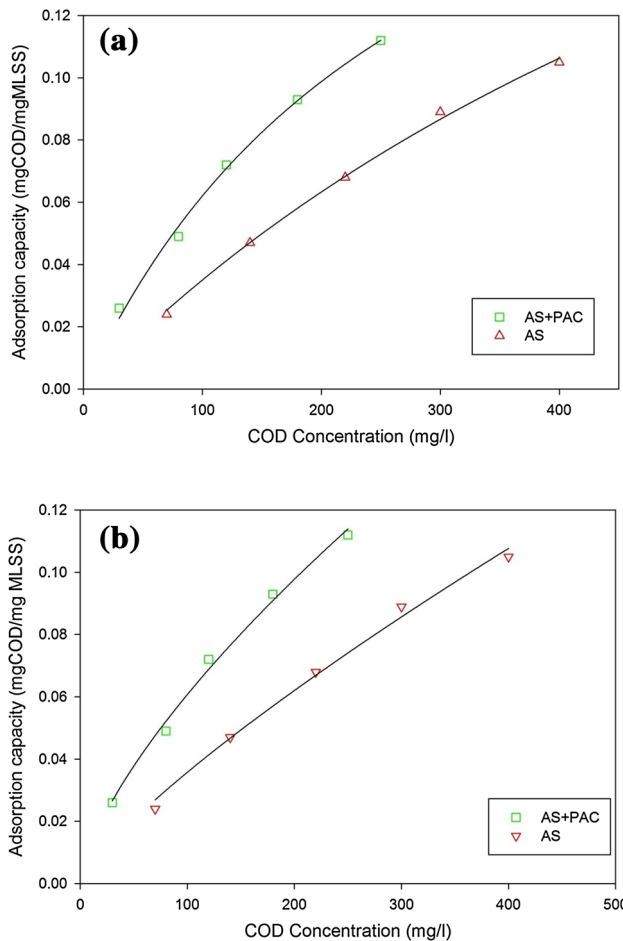 (a)
Adsorption capacity (mgCOD/mgMLSS)
0.12
0.10
0.08
0.06
0.04
0.02
0.00
0 100 200 300 400
COD Concentration (mg/l)
AS+PAC
AS
(b)
Adsorption capacity (mgCOD/mg MLSS)
0.12
0.10
0.08
0.06
0.04
0.02
0.00
0 100 200 300 400 500
COD Concentration (mg/l)
AS+PAC
AS